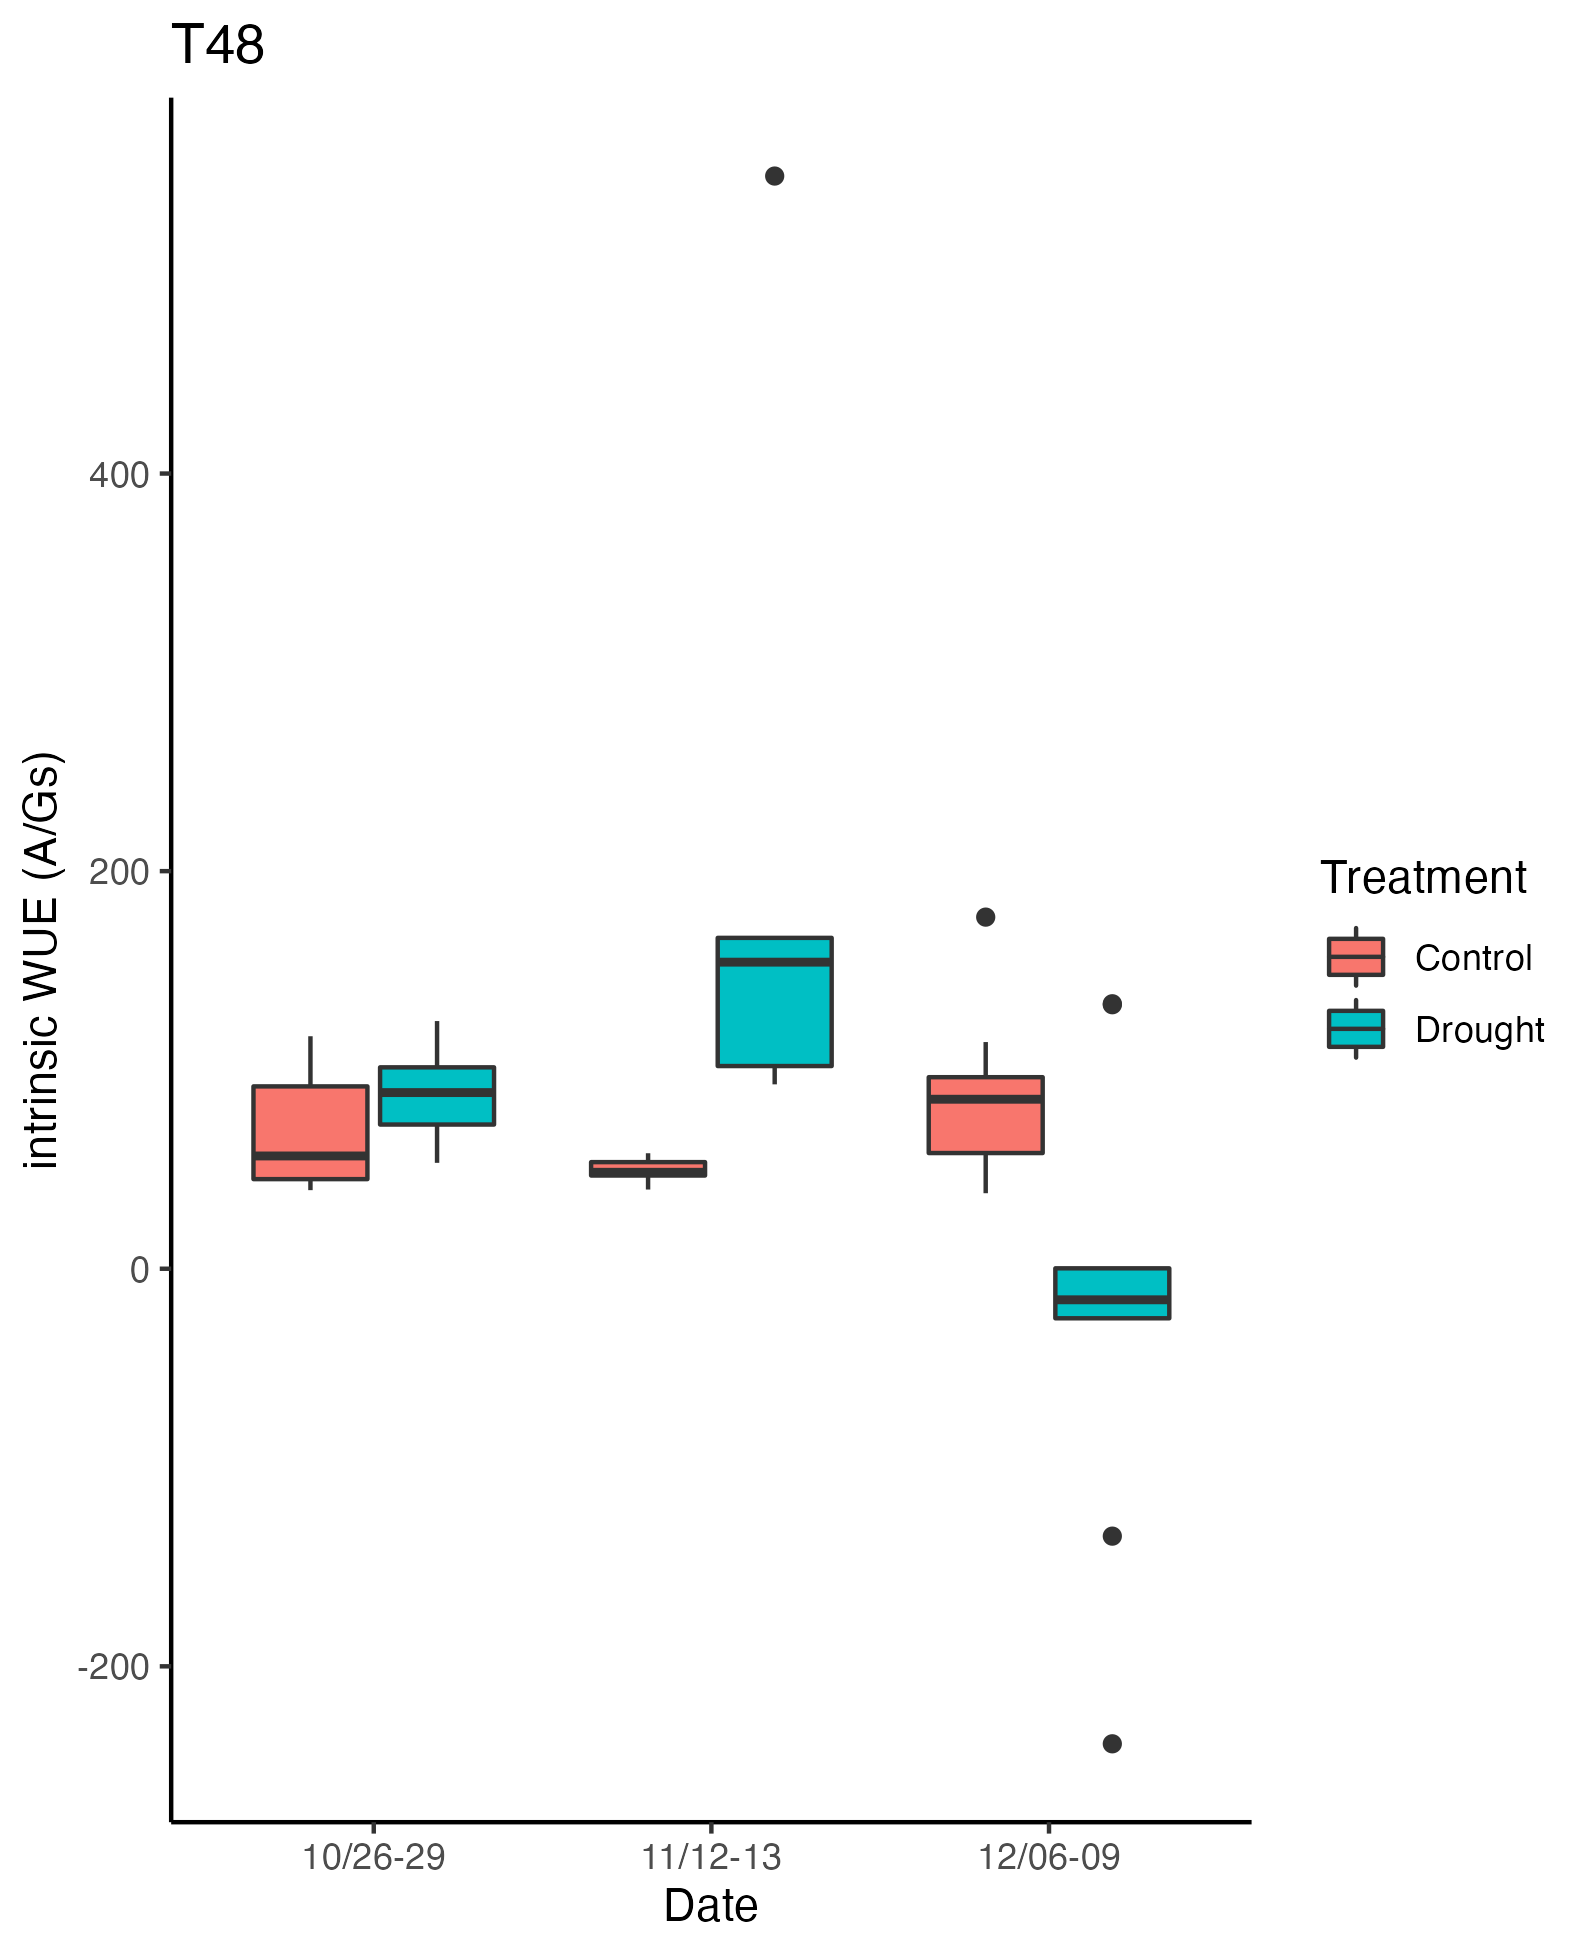 T48
400
200
0
-200
intrinsic WUE (A/Gs)
10/26-29
11/12-13
12/06-09
Date
Treatment
Control
Drought